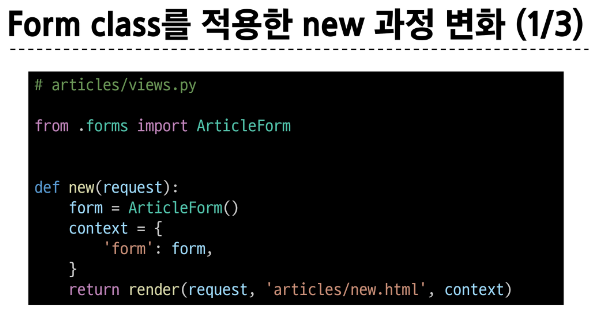 Form class를 적용한 new 과정 변화 (1/3)
# articles/views.py
from .forms import ArticleForm
def new(request):
    form = ArticleForm()
    context = {
        'form': form,
    }
    return render(request, 'articles/new.html', context)